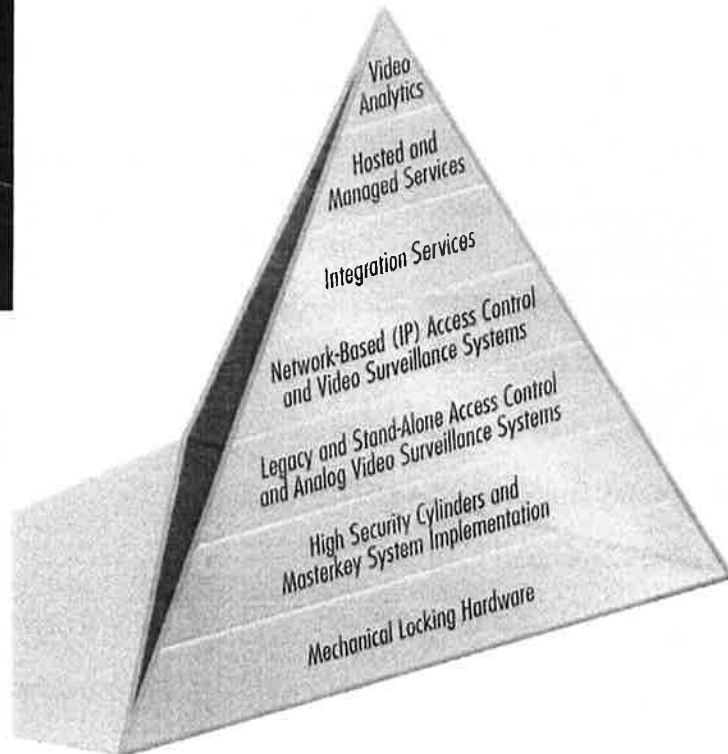 Video
Analytics
Hosted and
Managed Services
Integration Services
Network-Based (IP) Access Control
and Video Surveillance Systems
Legacy and Stand-Alone Access Control
and Analog Video Surveillance Systems
High Security Cylinders and
Masterkey System Implementation
Mechanical Locking Hardware